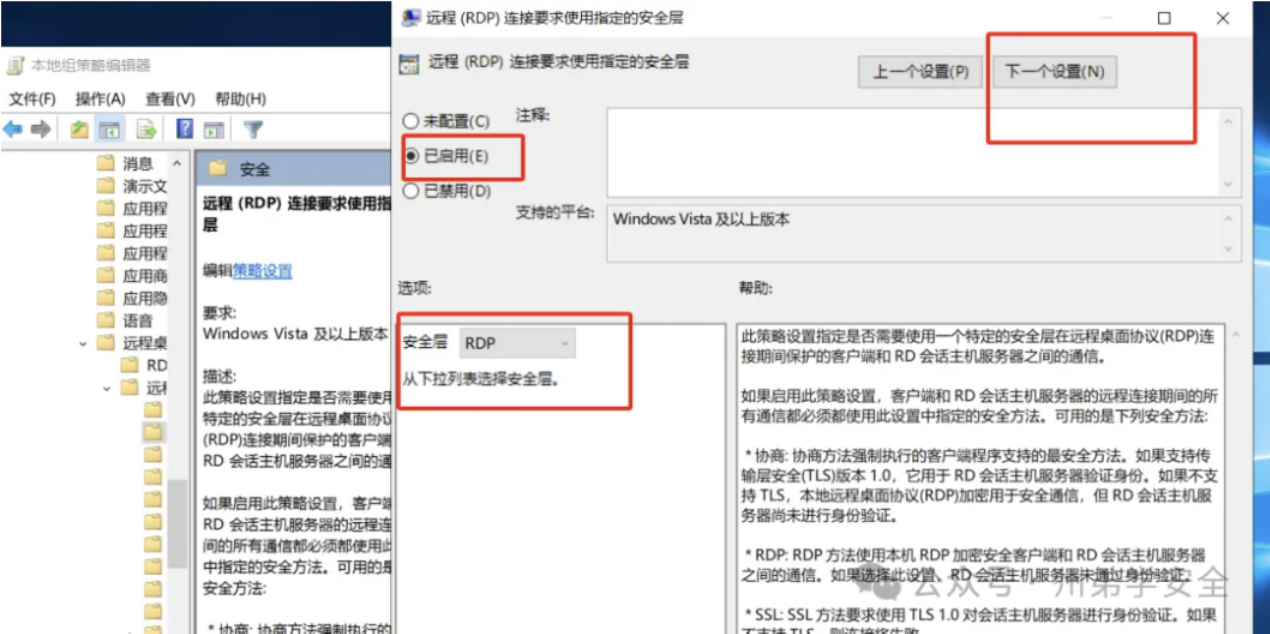 远程 (RDP) 连接要求使用指定的安全层
本地组策略编辑器
文件(F) 操作(A) 查看(V) 帮助(H)
消息
演示文
应用程
应用程
应用程
应用商
应用隐
语音
远程桌
RD
远程
安全
远程 (RDP) 连接要求使用指
层
编辑策略设置
要求:
Windows Vista 及以上版本
描述:
此策略设置指定是否需要使用
特定的安全层在远程桌面协议
(RDP)连接期间保护的客户端
RD 会话主机服务器之间的通
如果启用此策略设置，客户端
RD 会话主机服务器的远程连
间的所有通信都必须都使用此
中指定的安全方法。可用的是
安全方法:
* 协商: 协商方法强制执行的
远程 (RDP) 连接要求使用指定的安全层
上一个设置(P) 下一个设置(N)
未配置(C)
已启用(E)
已禁用(D)
注释:
支持的平台:
Windows Vista 及以上版本
选项:
安全层 RDP
从下拉列表选择安全层。
帮助:
此策略设置指定是否需要使用一个特定的安全层在远程桌面协议(RDP)连
接期间保护的客户端和 RD 会话主机服务器之间的通信。
如果启用此策略设置，客户端和 RD 会话主机服务器的远程连接期间的所
有通信都必须都使用此设置中指定的安全方法。可用的是下列安全方法:
* 协商: 协商方法强制执行的客户端程序支持的最安全方法。如果支持传
输层安全(TLS)版本 1.0，它用于 RD 会话主机服务器验证身份。如果不支
持 TLS，本地远程桌面协议(RDP)加密用于安全通信，但 RD 会话主机服
务器尚未进行身份验证。
* RDP: RDP 方法使用本机 RDP 加密安全客户端和 RD 会话主机服务器
之间的通信。如果选择此设置、RD 会话主机服务器未通过身份验证。
* SSL: SSL 方法要求使用 TLS 1.0 对会话主机服务器进行身份验证。如果
不支持 TLS，则连接将失败。
公众号 · 州弟学安全